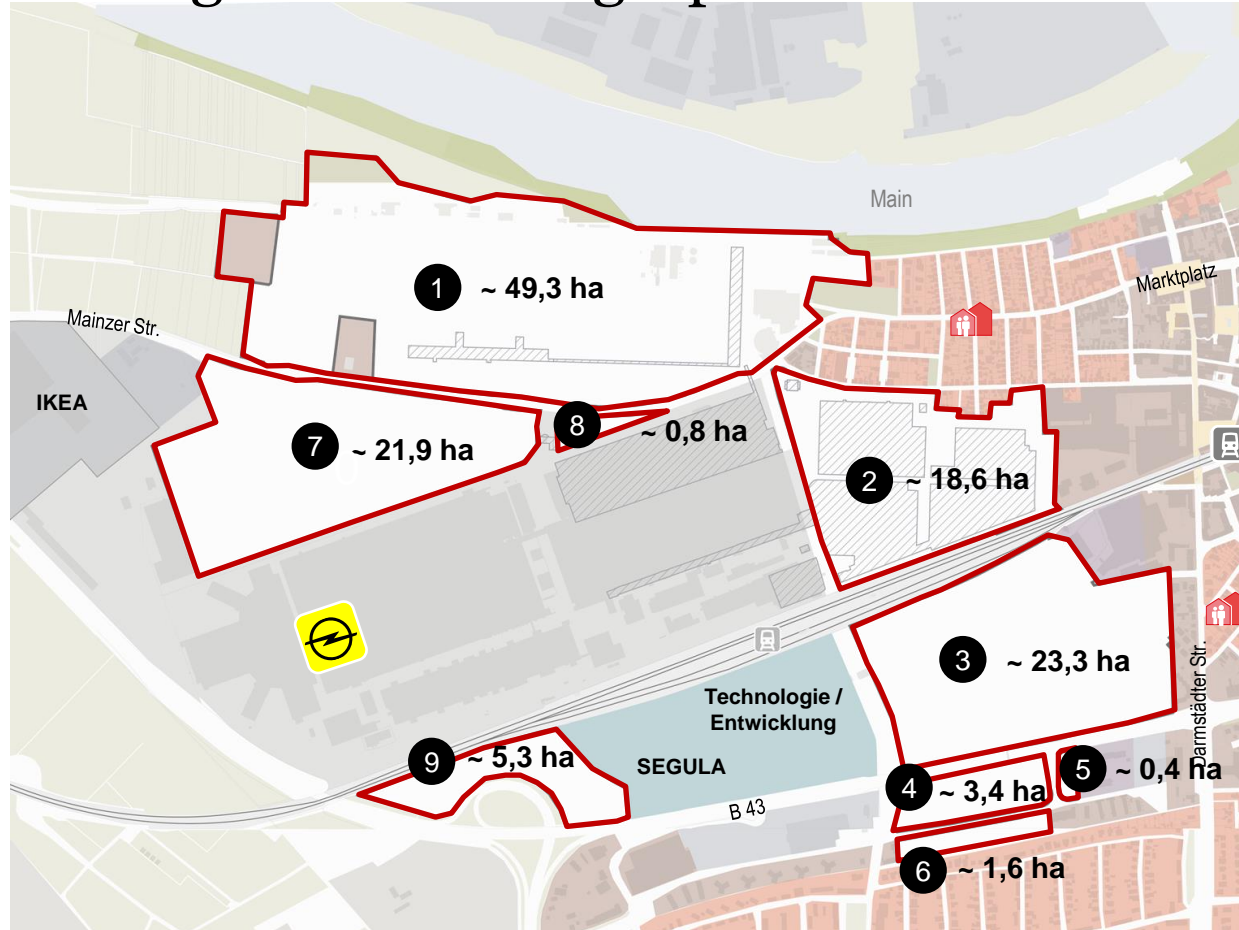 Main
Marktplatz
1 ~ 49,3 ha
Mainzer Str.
IKEA
8 ~ 0,8 ha
7 ~ 21,9 ha
2 ~ 18,6 ha
3 ~ 23,3 ha
Darmstädter Str.
Technologie /
Entwicklung
SEGULA
9 ~ 5,3 ha
5 ~ 0,4 ha
4 ~ 3,4 ha
B 43
6 ~ 1,6 ha